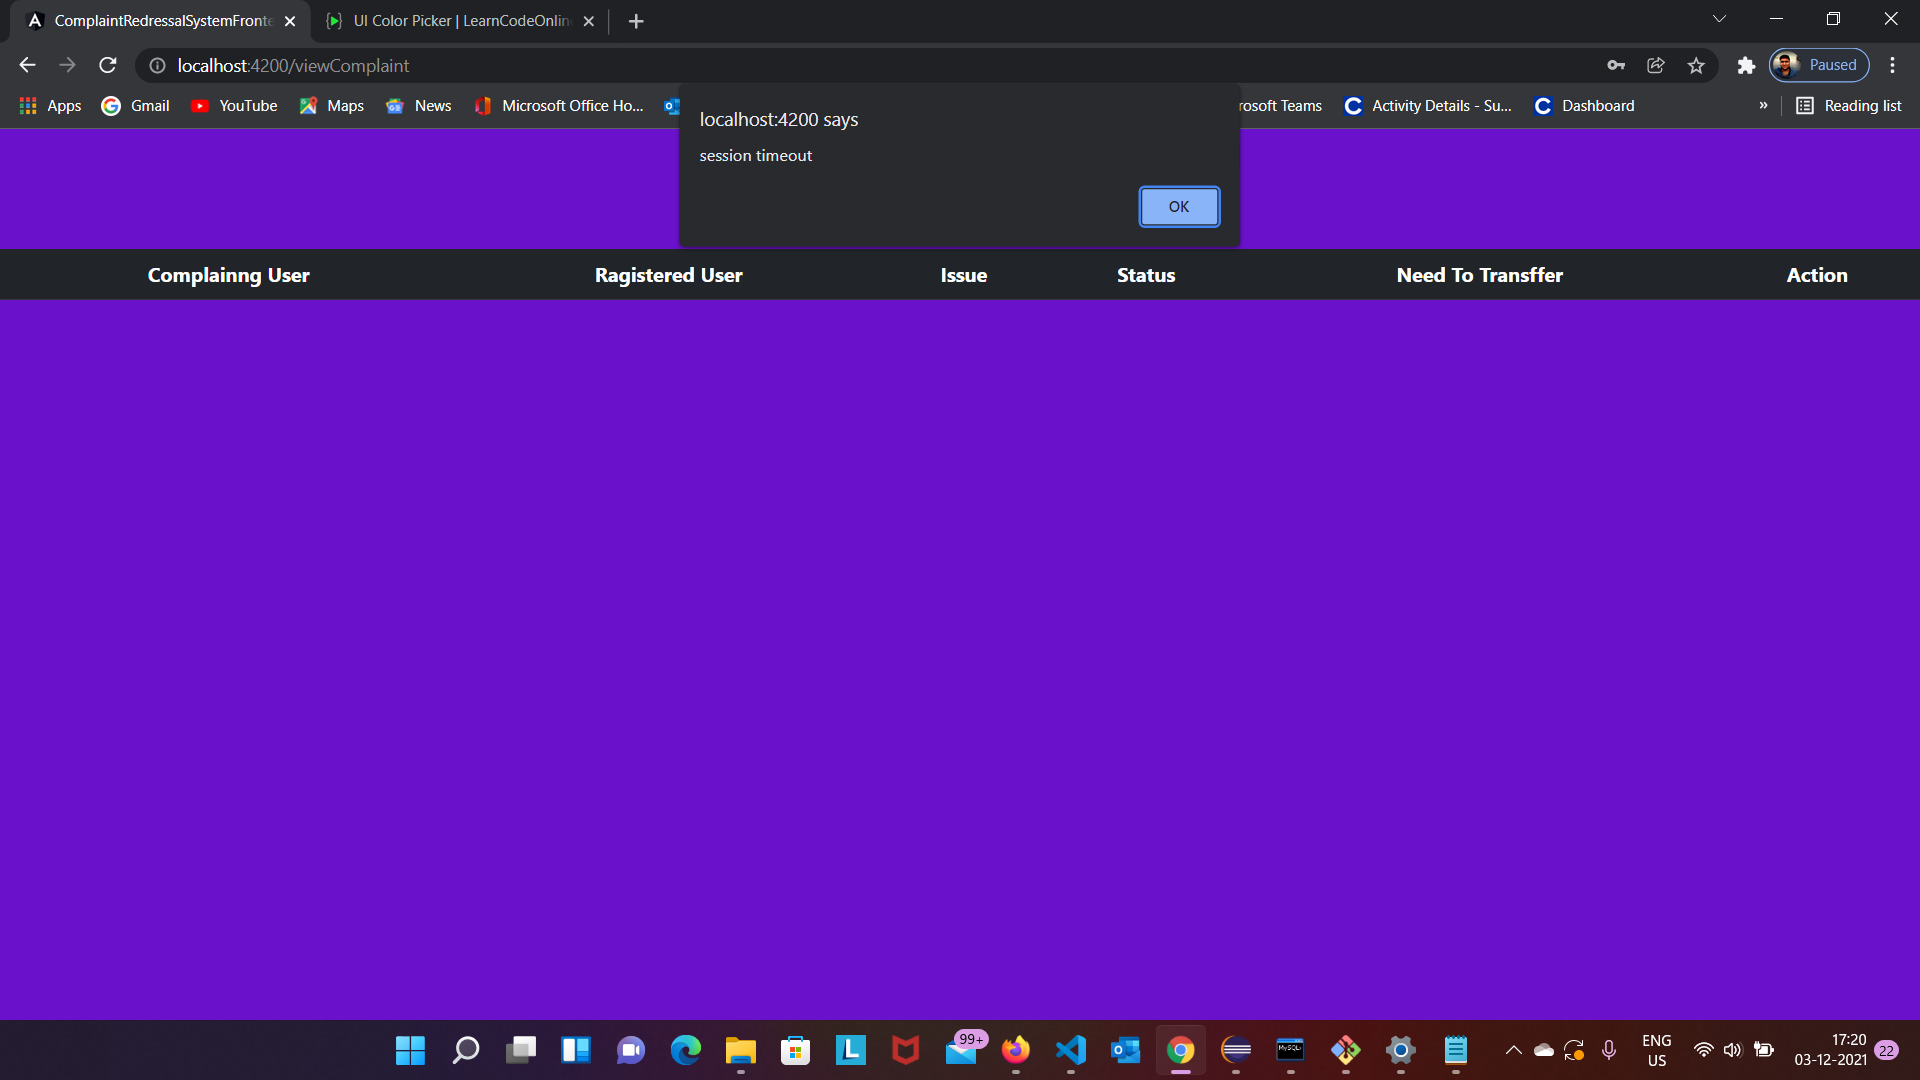 ComplaintRedressalSystemFronte
UI Color Picker | LearnCodeOnlin
localhost:4200/viewComplaint
Paused
Apps
Gmail
YouTube
Maps
News
Microsoft Office Ho...
rosoft Teams
Activity Details - Su...
Dashboard
»
Reading list
localhost:4200 says
session timeout
OK
Complainng User
Ragistered User
Issue
Status
Need To Transffer
Action
99+
MySQL
ENG
US
17:20
03-12-2021
22